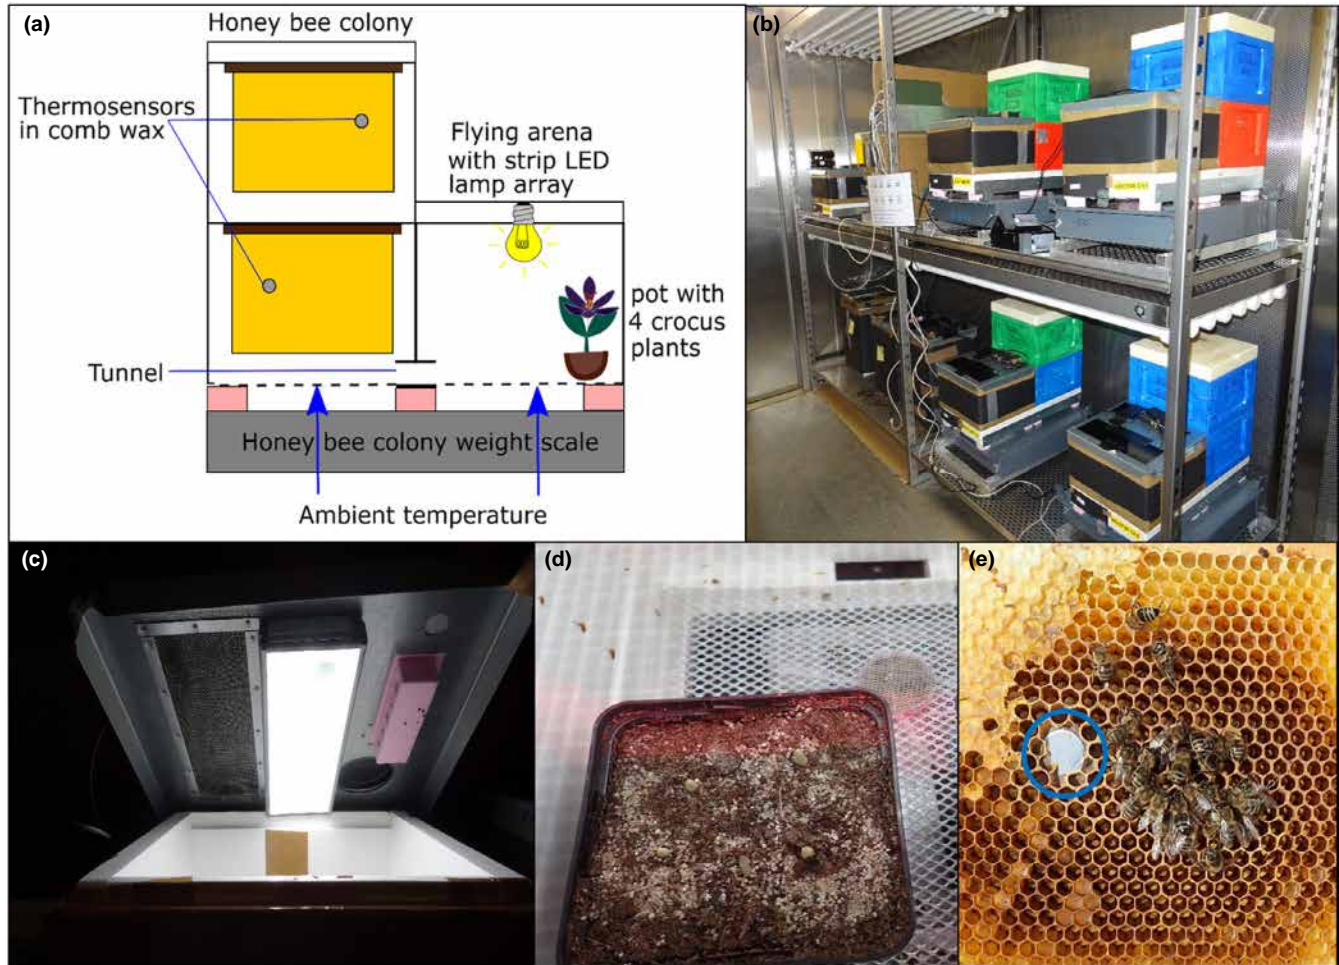 (a)
Honey bee colony
Thermosensors
in comb wax
Flying arena
with strip LED
lamp array
pot with
4 crocus
plants
Tunnel
Honey bee colony weight scale
Ambient temperature
(b)
(c)
(d)
(e)